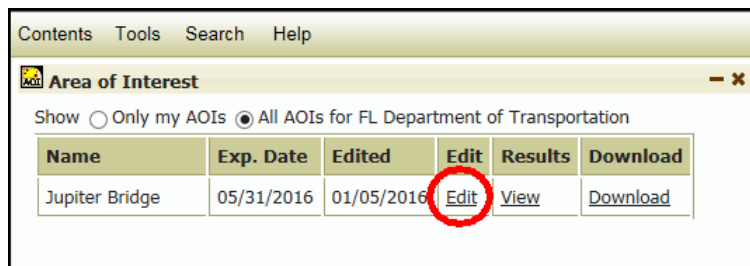 Contents Tools Search Help
AOI Area of Interest
Show Only my AOIs All AOIs for FL Department of Transportation
Name Exp. Date Edited Edit Results Download
Jupiter Bridge 05/31/2016 01/05/2016 Edit View Download